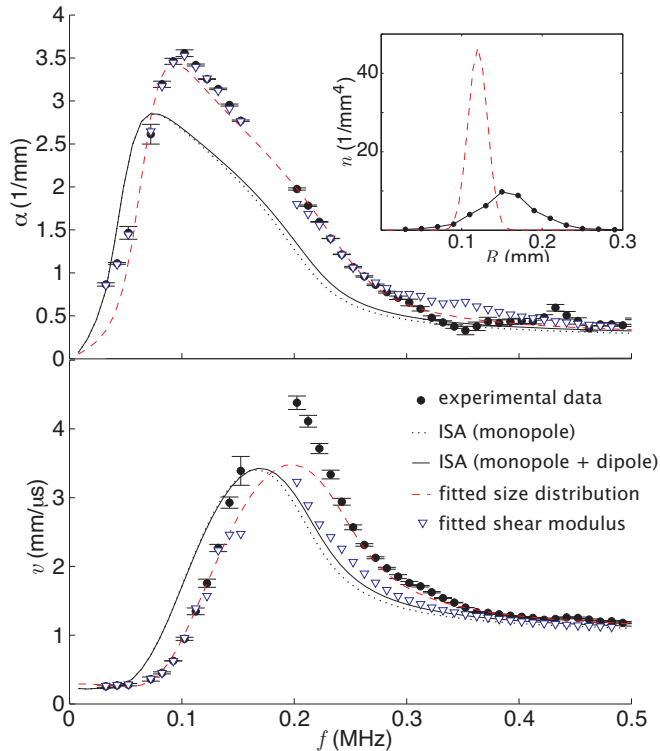 4
3.5
3
2.5
2
1.5
1
0.5
0
α (1/mm)
40
20
n (1/mm⁴)
0.1
0.2
0.3
R (mm)
4
3
2
1
0
v (mm/μs)
experimental data
ISA (monopole)
ISA (monopole + dipole)
fitted size distribution
fitted shear modulus
0
0.1
0.2
0.3
0.4
0.5
f (MHz)